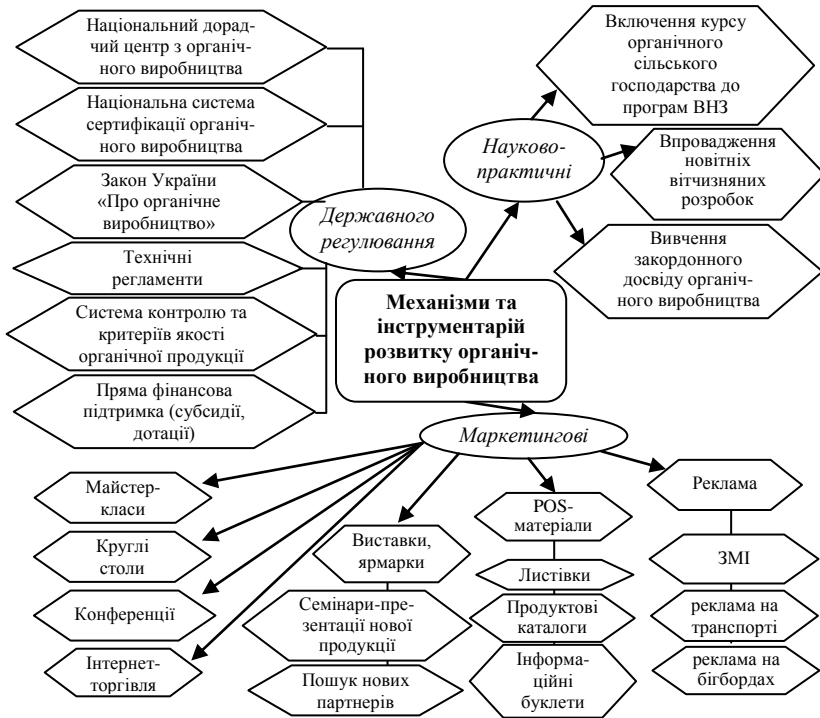 Національний дорад-
чий центр з органіч-
ного виробництва
Національна система
сертифікації органіч-
ного виробництва
Закон України
«Про органічне
виробництво»
Технічні
регламенти
Система контролю та
критеріїв якості
органічної продукції
Пряма фінансова
підтримка (субсидії,
дотації)
Державного
регулювання
Науково-
практичні
Включення курсу
органічного
сільського
господарства до
програм ВНЗ
Впровадження
новітніх
вітчизняних
розробок
Вивчення
закордонного
досвіду органіч-
ного виробництва
Механізми та
інструментарій
розвитку органіч-
ного виробництва
Маркетингові
Майстер-
класи
Круглі
столи
Конференції
Інтернет-
торгівля
Виставки,
ярмарки
Семінари-пре-
зентації нової
продукції
Пошук нових
партнерів
POS-
матеріали
Листівки
Продуктові
каталоги
Інформа-
ційні
буклети
Реклама
ЗМІ
реклама на
транспорті
реклама на
бігбордах